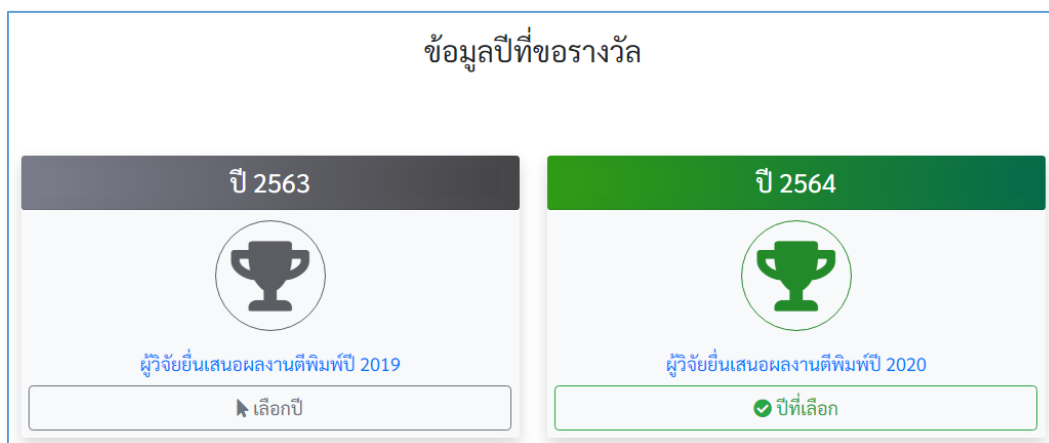 ข้อมูลปีที่ขอรางวัล
ปี 2563
ปี 2564
ผู้วิจัยยื่นเสนอผลงานตีพิมพ์ปี 2019
ผู้วิจัยยื่นเสนอผลงานตีพิมพ์ปี 2020
เลือกปี
ปีที่เลือก